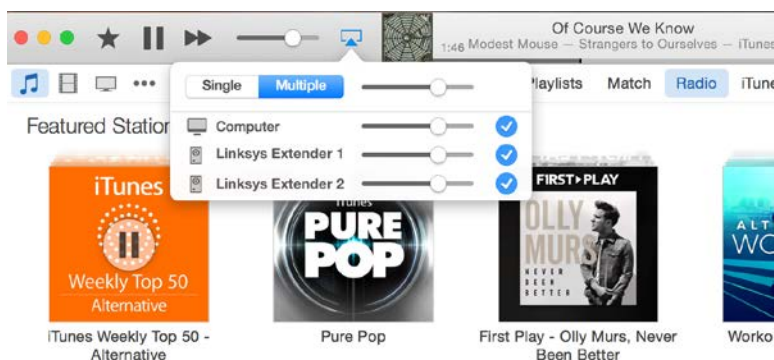 Of Course We Know
1:46 Modest Mouse — Strangers to Ourselves — iTunes
Single Multiple
Playlists Match Radio iTune
Featured Station
Computer
Linksys Extender 1
Linksys Extender 2
iTunes
Weekly Top 50
Alternative
iTunes
PURE
POP
FIRST PLAY
OLLY
MURS
NEVER
BEEN
BETTER
ALT
WO
iTunes Weekly Top 50 -
Alternative
Pure Pop
First Play - Olly Murs, Never
Been Better
Worko